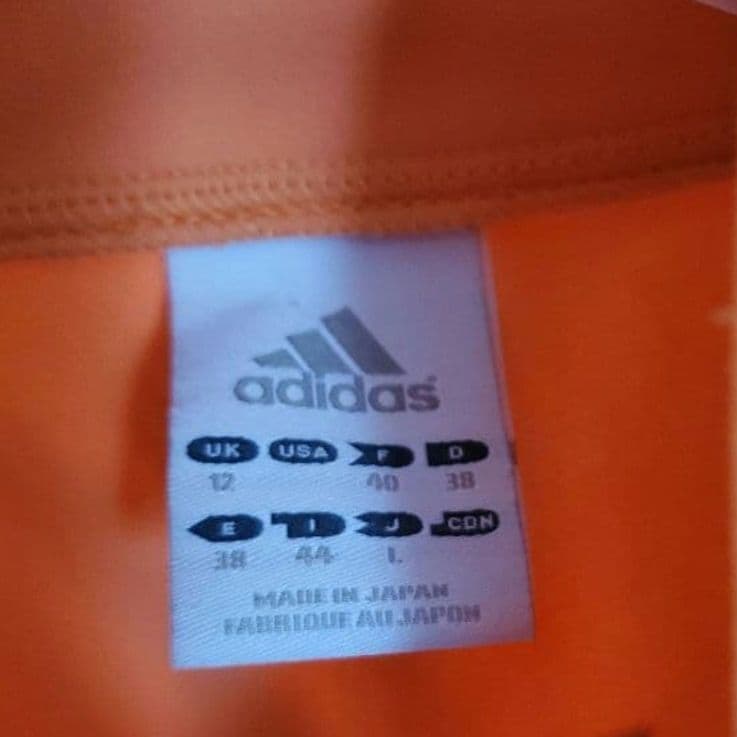 adidas
UK USA F D
12 40 38
E I J CDN
38 44 L
MADE IN JAPAN
FABRIQUE AU JAPON